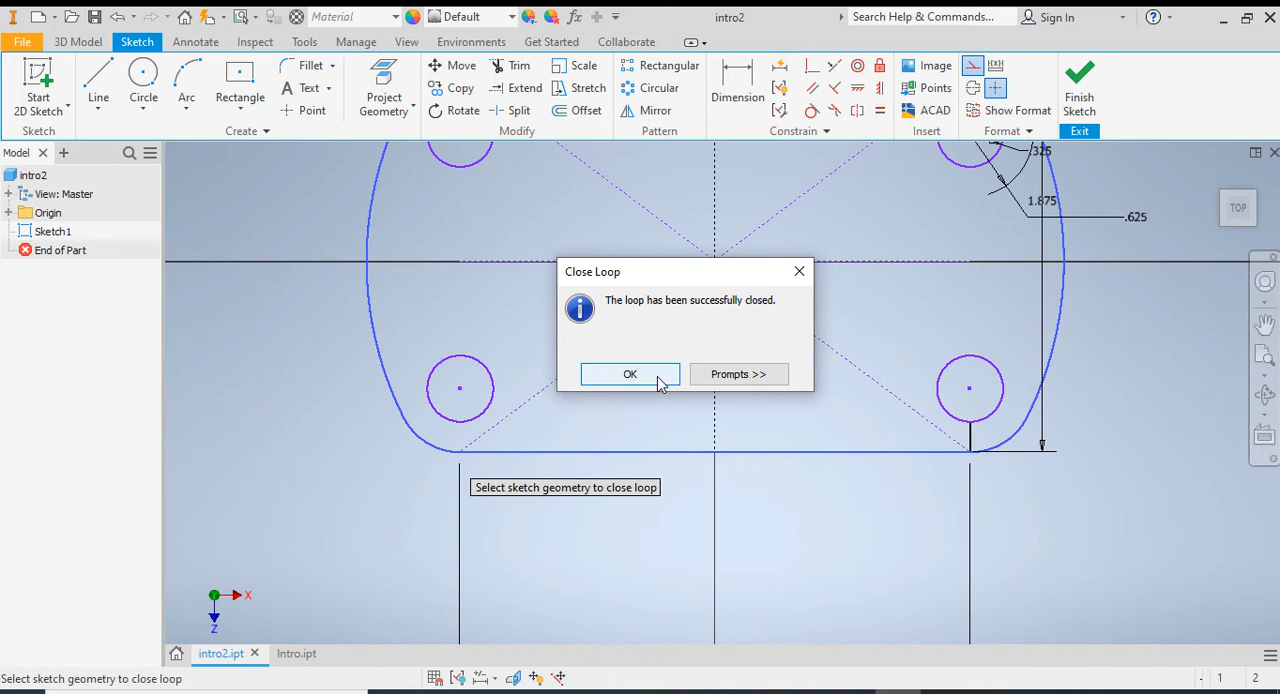 Material
Default
intro2
Search Help & Commands...
Sign In
File
3D Model
Sketch
Annotate
Inspect
Tools
Manage
View
Environments
Get Started
Collaborate
Start
2D Sketch
Sketch
Line
Circle
Arc
Rectangle
Fillet
Text
Point
Create
Project
Geometry
Move
Copy
Rotate
Trim
Extend
Split
Scale
Stretch
Offset
Modify
Rectangular
Circular
Mirror
Pattern
Dimension
Constrain
Image
Points
ACAD
Insert
Show Format
Format
Finish
Sketch
Exit
Model
intro2
View: Master
Origin
Sketch1
End of Part
.325
1.875
.625
TOP
Close Loop
The loop has been successfully closed.
OK
Prompts >>
Select sketch geometry to close loop
X
Z
intro2.ipt
Intro.ipt
Select sketch geometry to close loop
1
2